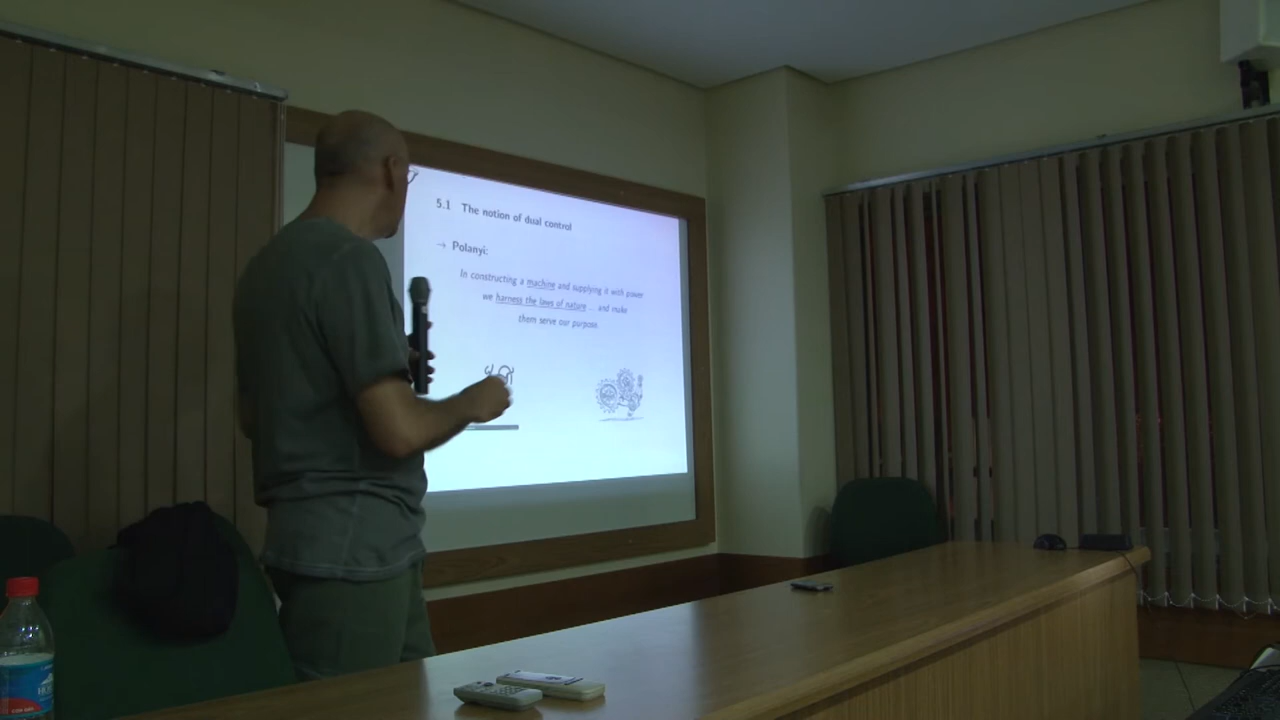 5.1 The notion of dual control
→ Polanyi:
In constructing a machine and supplying it with power
we harness the laws of nature ... and make
them serve our purpose.